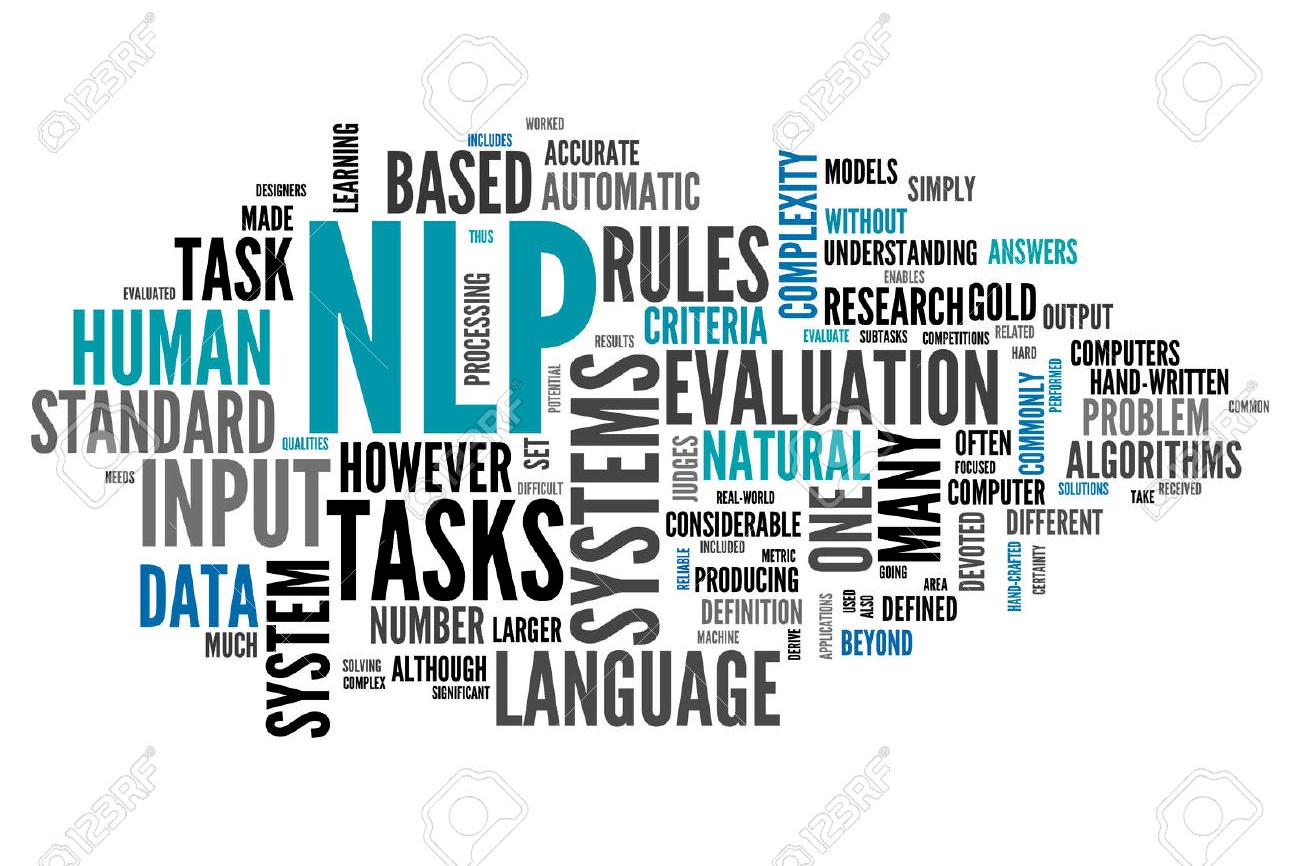 WORKED
INCLUDES
LEARNING
BASED
ACCURATE
AUTOMATIC
DESIGNERS
MADE
TASK
NLP
THUS
PROCESSING
RULES
COMPLEXITY
MODELS
SIMPLY
WITHOUT
UNDERSTANDING
ANSWERS
ENABLES
EVALUATED
HUMAN
CRITERIA
RESEARCH
GOLD
OUTPUT
RESULTS
EVALUATE
SUBTASKS
COMPETITIONS
RELATED
HARD
COMPUTERS
HAND-WRITTEN
STANDARD
POTENTIAL
SYSTEMS
EVALUATION
COMMONLY
PERFORMED
PROBLEM
COMMON
QUALITIES
HOWEVER
SET
JUDGES
NATURAL
ONE
MANY
OFTEN
FOCUSED
ALGORITHMS
NEEDS
INPUT
TASKS
DIFFICULT
REAL-WORLD
COMPUTER
SOLUTIONS
TAKE
RECEIVED
CONSIDERABLE
DEVOTED
DIFFERENT
INCLUDED
METRIC
RELIABLE
PRODUCING
GOING
AREA
HAND-CRAFTED
CERTAINTY
DATA
SYSTEM
NUMBER
LARGER
DEFINITION
APPLICATIONS
USED
ALSO
DEFINED
MUCH
MACHINE
DERIVE
BEYOND
SOLVING
COMPLEX
ALTHOUGH
SIGNIFICANT
LANGUAGE
123RF
123RF
123RF
123RF
123RF
123RF